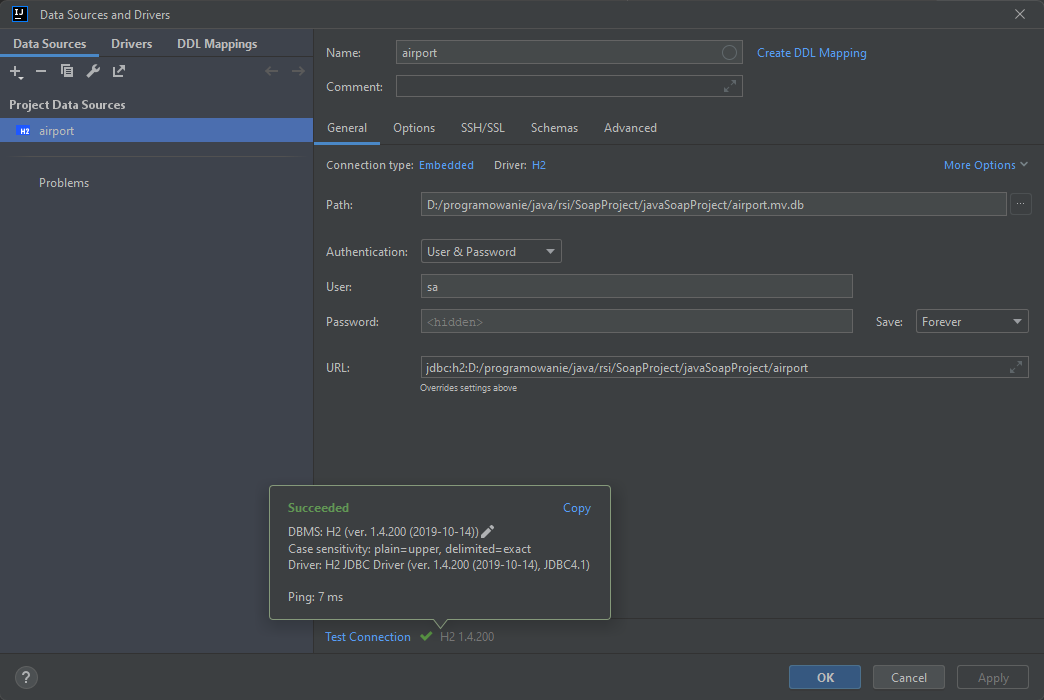 IJ Data Sources and Drivers
Data Sources Drivers DDL Mappings
Project Data Sources
H2 airport
Problems
Name: airport Create DDL Mapping
Comment:
General Options SSH/SSL Schemas Advanced
Connection type: Embedded Driver: H2 More Options
Path: D:/programowanie/java/rsi/SoapProject/javaSoapProject/airport.mv.db ...
Authentication: User & Password
User: sa
Password: <hidden> Save: Forever
URL: jdbc:h2:D:/programowanie/java/rsi/SoapProject/javaSoapProject/airport
Overrides settings above
Succeeded Copy
DBMS: H2 (ver. 1.4.200 (2019-10-14))
Case sensitivity: plain=upper, delimited=exact
Driver: H2 JDBC Driver (ver. 1.4.200 (2019-10-14), JDBC4.1)
Ping: 7 ms
Test Connection H2 1.4.200
? OK Cancel Apply